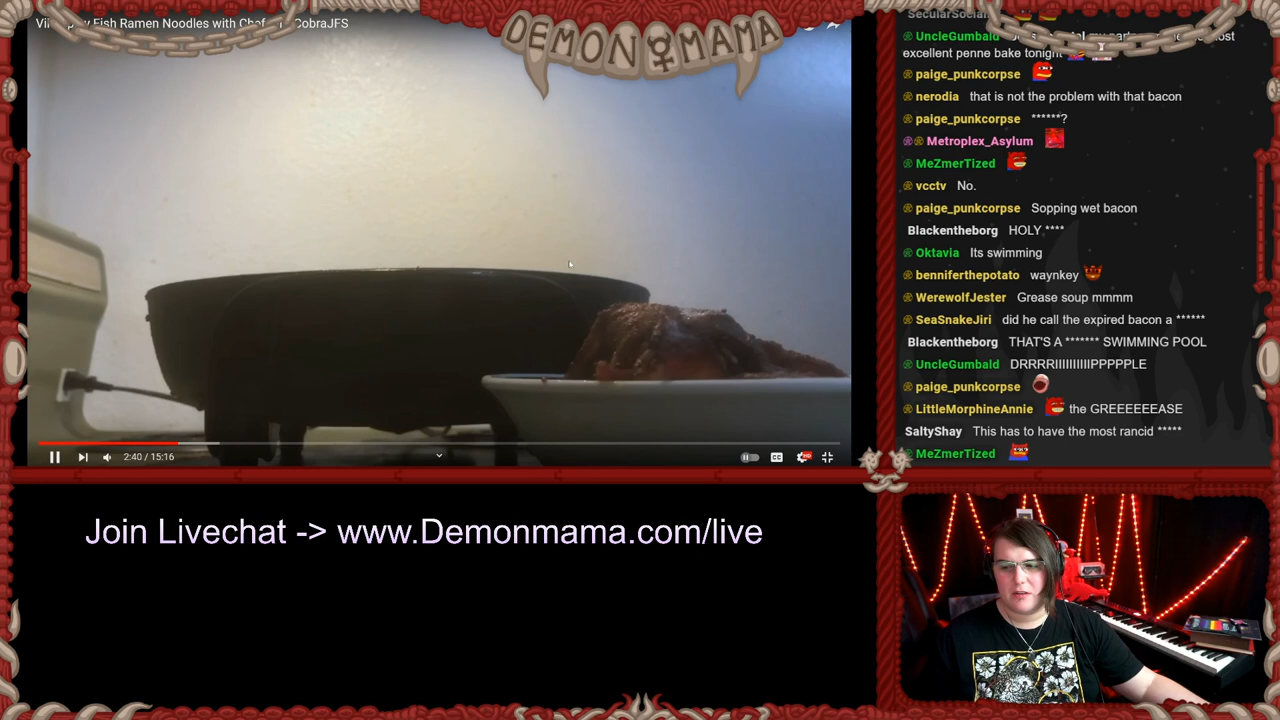 Fish Ramen Noodles with Chef
CobraJFS
DEMON MAMA
2:40 / 15:16
CC
HD
Join Livechat -> www.Demonmama.com/live
UncleGumbald
excellent penne bake tonight
paige_punkcorpse
nerodia that is not the problem with that bacon
paige_punkcorpse ******?
Metroplex_Asylum
MeZmerTized
vcctv No.
paige_punkcorpse Sopping wet bacon
Blackentheborg HOLY ****
Oktavia Its swimming
benniferthepotato waynkey
WerewolfJester Grease soup mmmm
SeaSnakeJiri did he call the expired bacon a ******
Blackentheborg THAT'S A ******* SWIMMING POOL
UncleGumbald DRRRRIIIIIIIIIIPPPPPLE
paige_punkcorpse
LittleMorphineAnnie the GREEEEEEASE
SaltyShay This has to have the most rancid *****
MeZmerTized